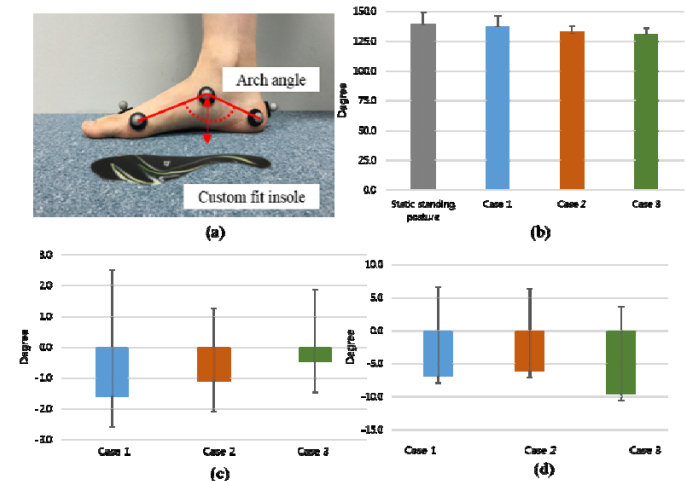 Arch angle
Custom fit insole
(a)
150.0
125.0
100.0
75.0
50.0
25.0
0.0
Degree
Static standing
posture
Case 1
Case 2
Case 3
(b)
3.0
2.0
1.0
0.0
-1.0
-2.0
-3.0
Degree
Case 1
Case 2
Case 3
(c)
10.0
5.0
0.0
-5.0
-10.0
-15.0
Degree
Case 1
Case 2
Case 3
(d)